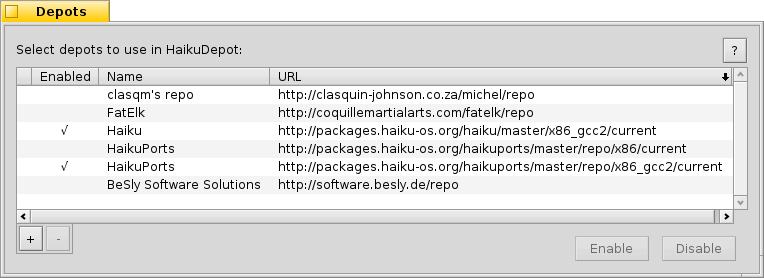 Depots
Select depots to use in HaikuDepot:
?
Enabled Name URL
clasqm's repo http://clasquin-johnson.co.za/michel/repo
FatElk http://coquillemartialarts.com/fatelk/repo
√ Haiku http://packages.haiku-os.org/haiku/master/x86_gcc2/current
HaikuPorts http://packages.haiku-os.org/haikuports/master/repo/x86/current
√ HaikuPorts http://packages.haiku-os.org/haikuports/master/repo/x86_gcc2/current
BeSly Software Solutions http://software.besly.de/repo
+ -
Enable Disable